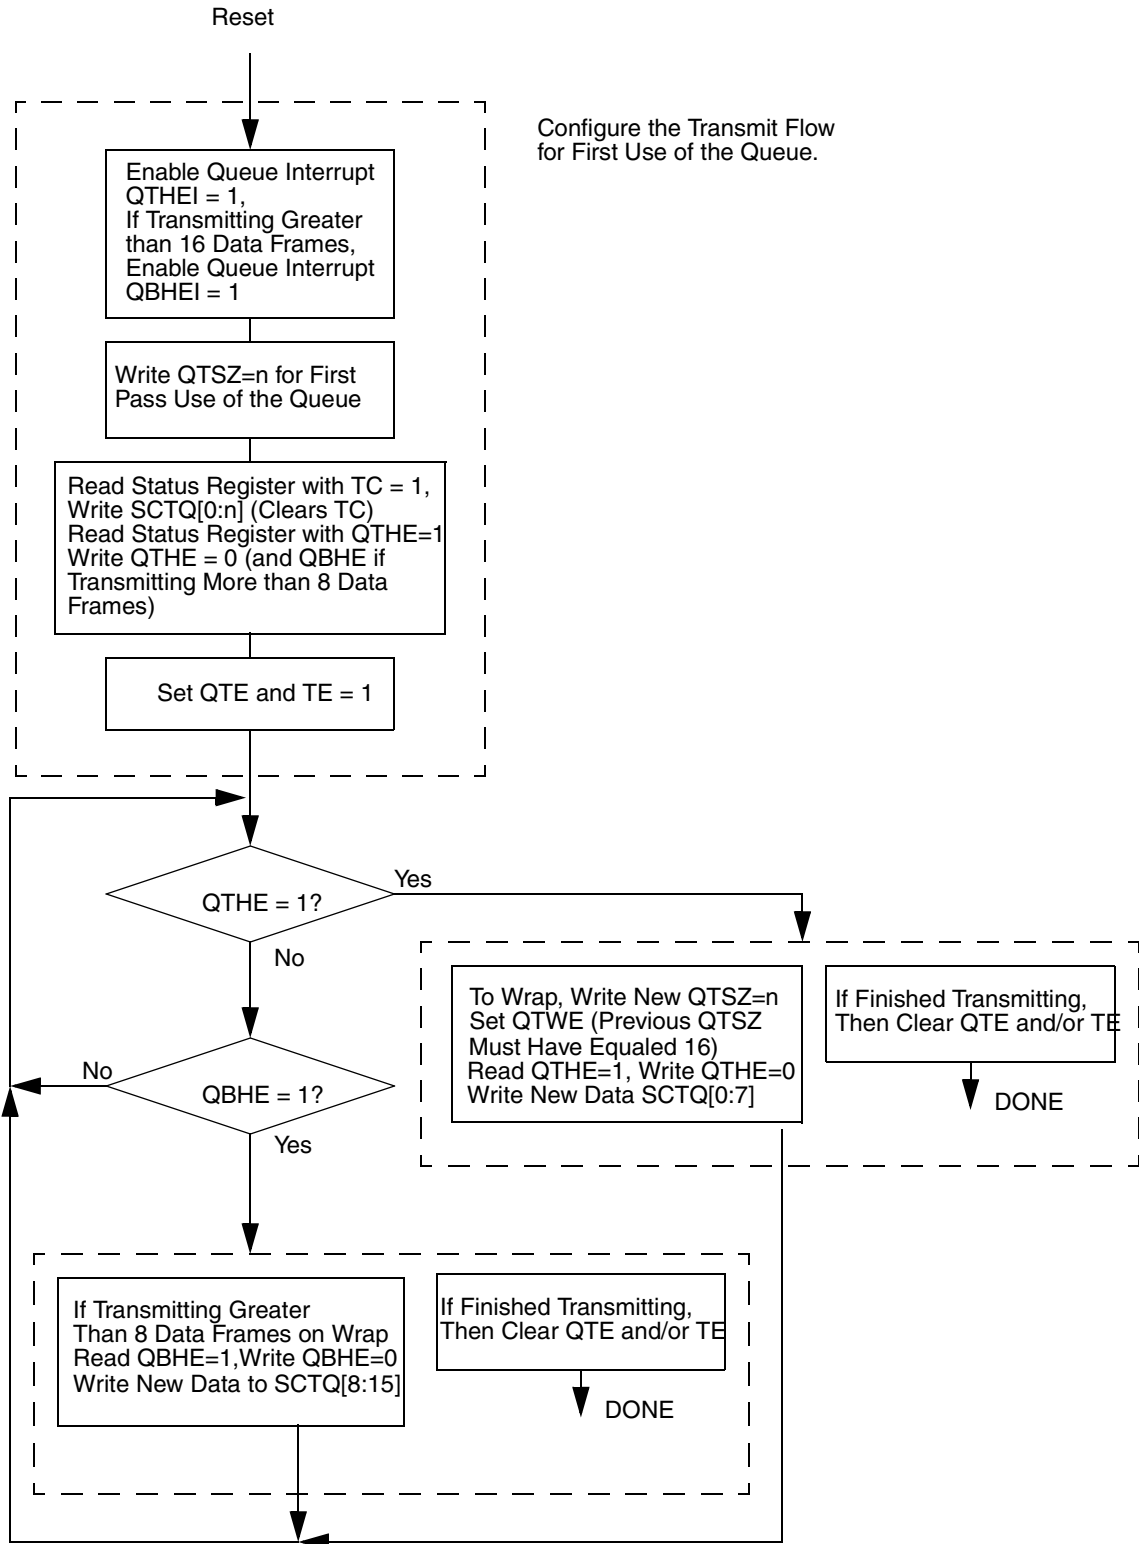 Reset
Configure the Transmit Flow
for First Use of the Queue.
Enable Queue Interrupt
QTHEI = 1,
If Transmitting Greater
than 16 Data Frames,
Enable Queue Interrupt
QBHEI = 1
Write QTSZ=n for First
Pass Use of the Queue
Read Status Register with TC = 1,
Write SCTQ[0:n] (Clears TC)
Read Status Register with QTHE=1
Write QTHE = 0 (and QBHE if
Transmitting More than 8 Data
Frames)
Set QTE and TE = 1
QTHE = 1?
Yes
No
To Wrap, Write New QTSZ=n
Set QTWE (Previous QTSZ
Must Have Equaled 16)
Read QTHE=1, Write QTHE=0
Write New Data SCTQ[0:7]
If Finished Transmitting,
Then Clear QTE and/or TE
DONE
No
QBHE = 1?
Yes
If Transmitting Greater
Than 8 Data Frames on Wrap
Read QBHE=1,Write QBHE=0
Write New Data to SCTQ[8:15]
If Finished Transmitting,
Then Clear QTE and/or TE
DONE